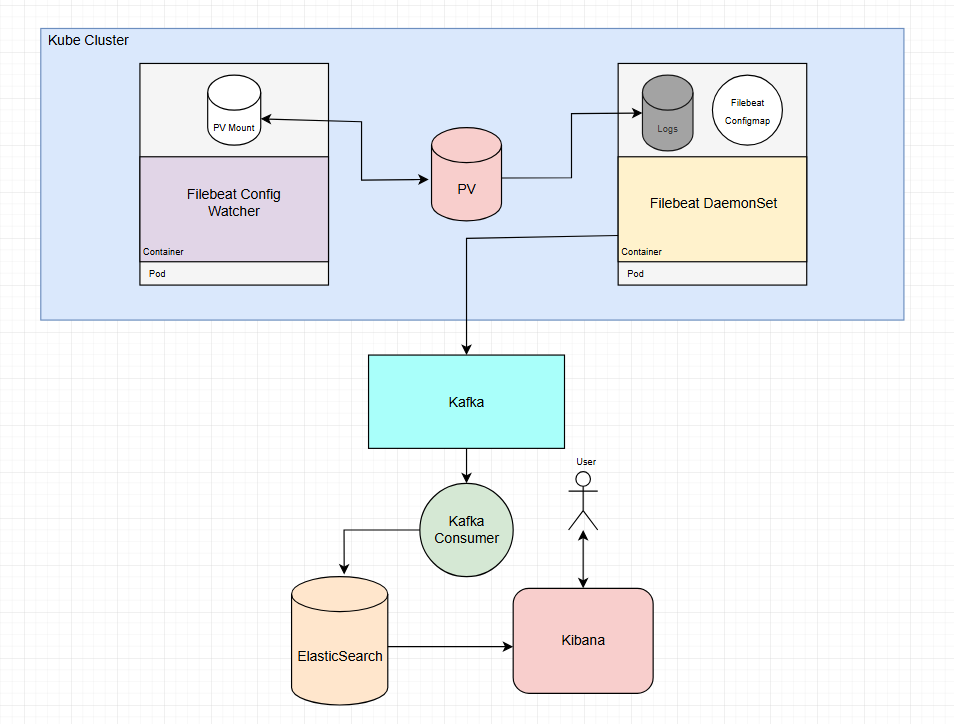 Kube Cluster
PV Mount
Filebeat Config
Watcher
Container
Pod
PV
Logs
Filebeat
Configmap
Filebeat DaemonSet
Container
Pod
Kafka
Kafka
Consumer
User
ElasticSearch
Kibana